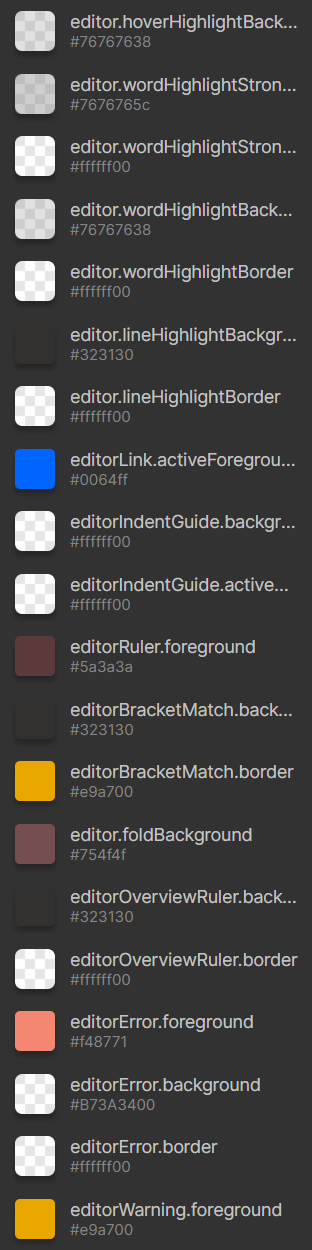 editor.hoverHighlightBack...
#76767638
editor.wordHighlightStron...
#7676765c
editor.wordHighlightStron...
#ffffff00
editor.wordHighlightBack...
#76767638
editor.wordHighlightBorder
#ffffff00
editor.lineHighlightBackgr...
#323130
editor.lineHighlightBorder
#ffffff00
editorLink.activeForegrou...
#0064ff
editorIndentGuide.backgr...
#ffffff00
editorIndentGuide.active...
#ffffff00
editorRuler.foreground
#5a3a3a
editorBracketMatch.back...
#323130
editorBracketMatch.border
#e9a700
editor.foldBackground
#754f4f
editorOverviewRuler.back...
#323130
editorOverviewRuler.border
#ffffff00
editorError.foreground
#f48771
editorError.background
#B73A3400
editorError.border
#ffffff00
editorWarning.foreground
#e9a700